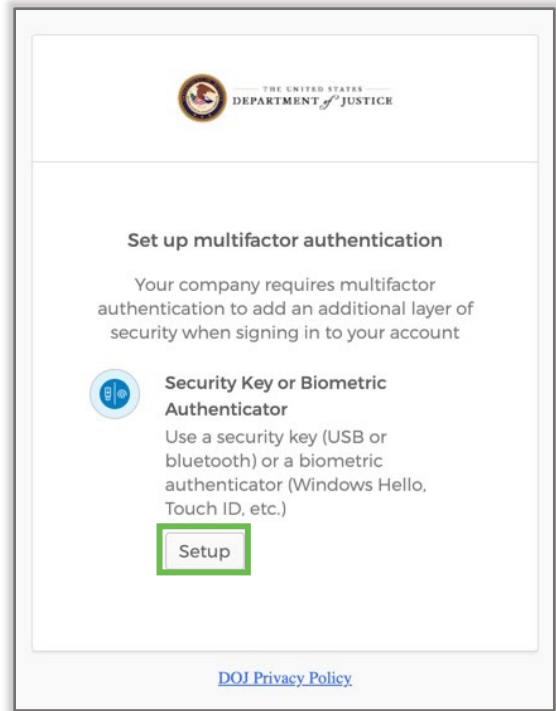 THE UNITED STATES
DEPARTMENT of JUSTICE
Set up multifactor authentication
Your company requires multifactor
authentication to add an additional layer of
security when signing in to your account
Security Key or Biometric
Authenticator
Use a security key (USB or
bluetooth) or a biometric
authenticator (Windows Hello,
Touch ID, etc.)
Setup
DOJ Privacy Policy